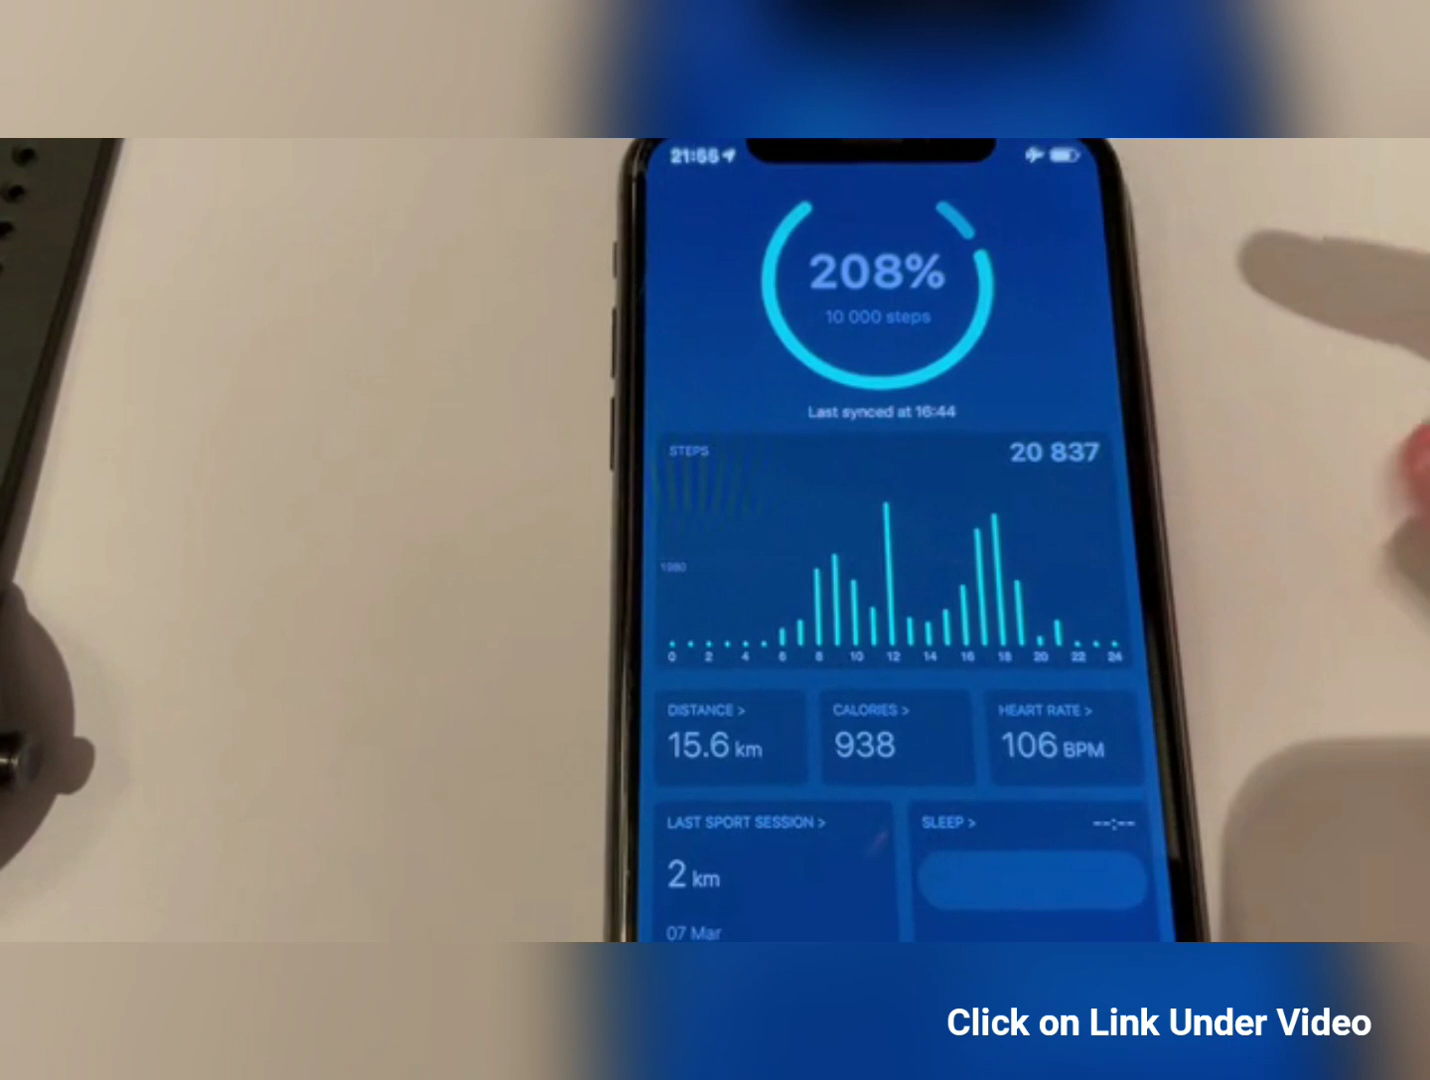 21:56
208%
10 000 steps
Last synced at 16:44
STEPS
20 837
1980
0 2 4 6 8 10 12 14 16 18 20 22 24
DISTANCE >
CALORIES >
HEART RATE >
15.6 km
938
106 BPM
LAST SPORT SESSION >
SLEEP >
--:--
2 km
07 Mar
Click on Link Under Video